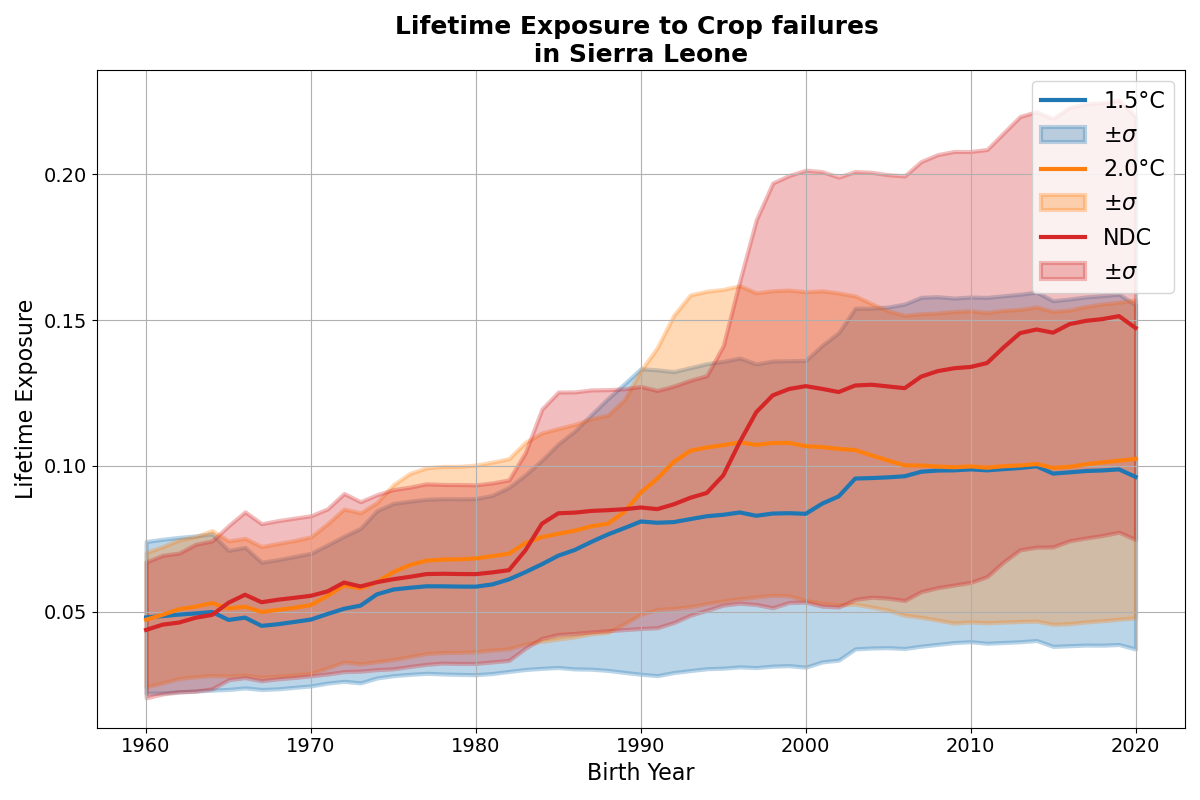 Lifetime Exposure to Crop failures
in Sierra Leone
1.5°C
±σ
2.0°C
±σ
NDC
±σ
Lifetime Exposure
0.20
0.15
0.10
0.05
1960
1970
1980
1990
2000
2010
2020
Birth Year